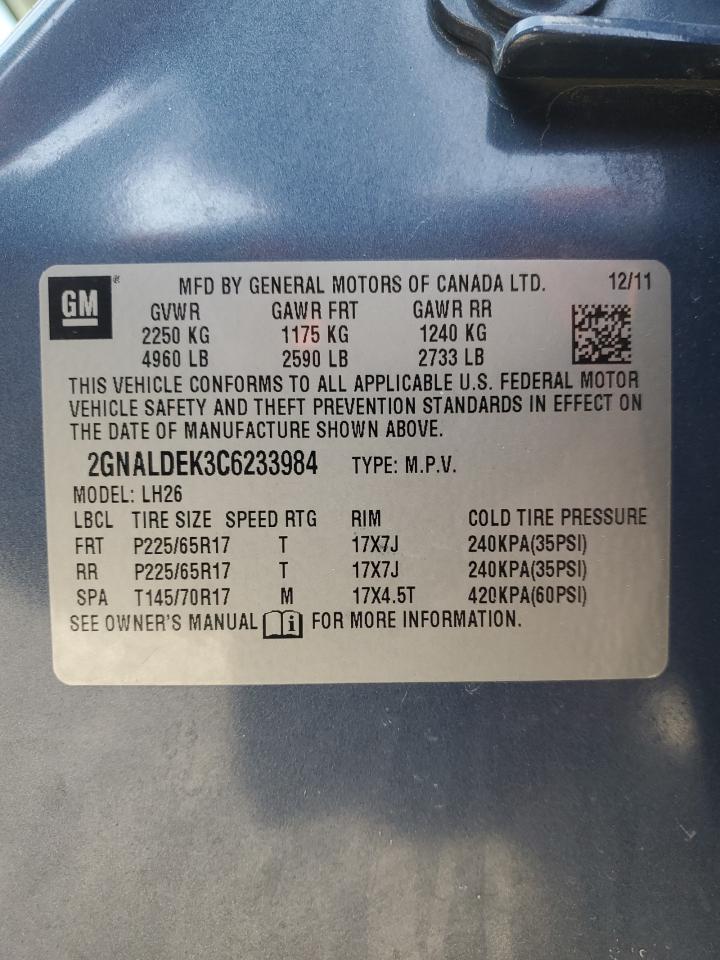 GM ® MFD BY GENERAL MOTORS OF CANADA LTD. 12/11
GVWR GAWR FRT GAWR RR
2250 KG 1175 KG 1240 KG
4960 LB 2590 LB 2733 LB
THIS VEHICLE CONFORMS TO ALL APPLICABLE U.S. FEDERAL MOTOR
VEHICLE SAFETY AND THEFT PREVENTION STANDARDS IN EFFECT ON
THE DATE OF MANUFACTURE SHOWN ABOVE.
2GNALDEK3C6233984 TYPE: M.P.V.
MODEL: LH26
LBCL TIRE SIZE SPEED RTG RIM COLD TIRE PRESSURE
FRT P225/65R17 T 17X7J 240KPA(35PSI)
RR P225/65R17 T 17X7J 240KPA(35PSI)
SPA T145/70R17 M 17X4.5T 420KPA(60PSI)
SEE OWNER'S MANUAL FOR MORE INFORMATION.